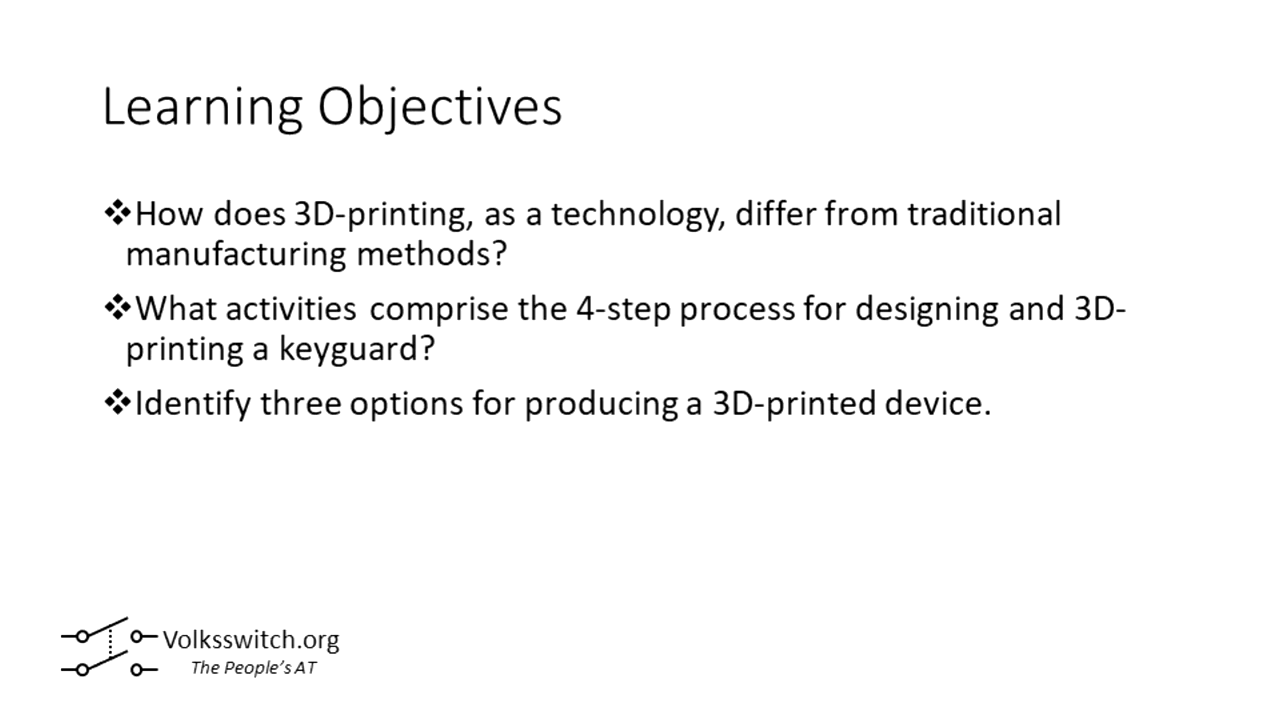 Learning Objectives
❖How does 3D-printing, as a technology, differ from traditional
manufacturing methods?
❖What activities comprise the 4-step process for designing and 3D-
printing a keyguard?
❖Identify three options for producing a 3D-printed device.
Volksswitch.org
The People's AT